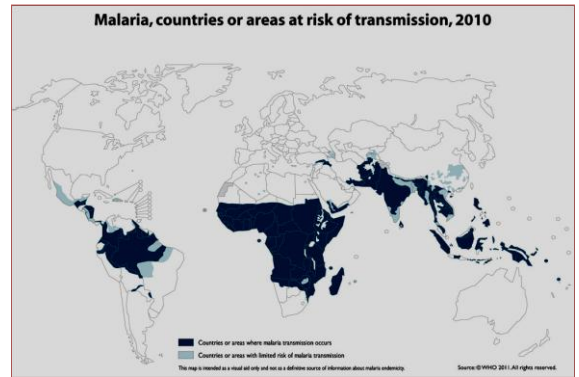 Malaria, countries or areas at risk of transmission, 2010
Countries or areas where malaria transmission occurs
Countries or areas with limited risk of malaria transmission
This map is intended as a visual aid only and not as a definitive source of information about malaria endemicity.
Source: © WHO 2011. All rights reserved.